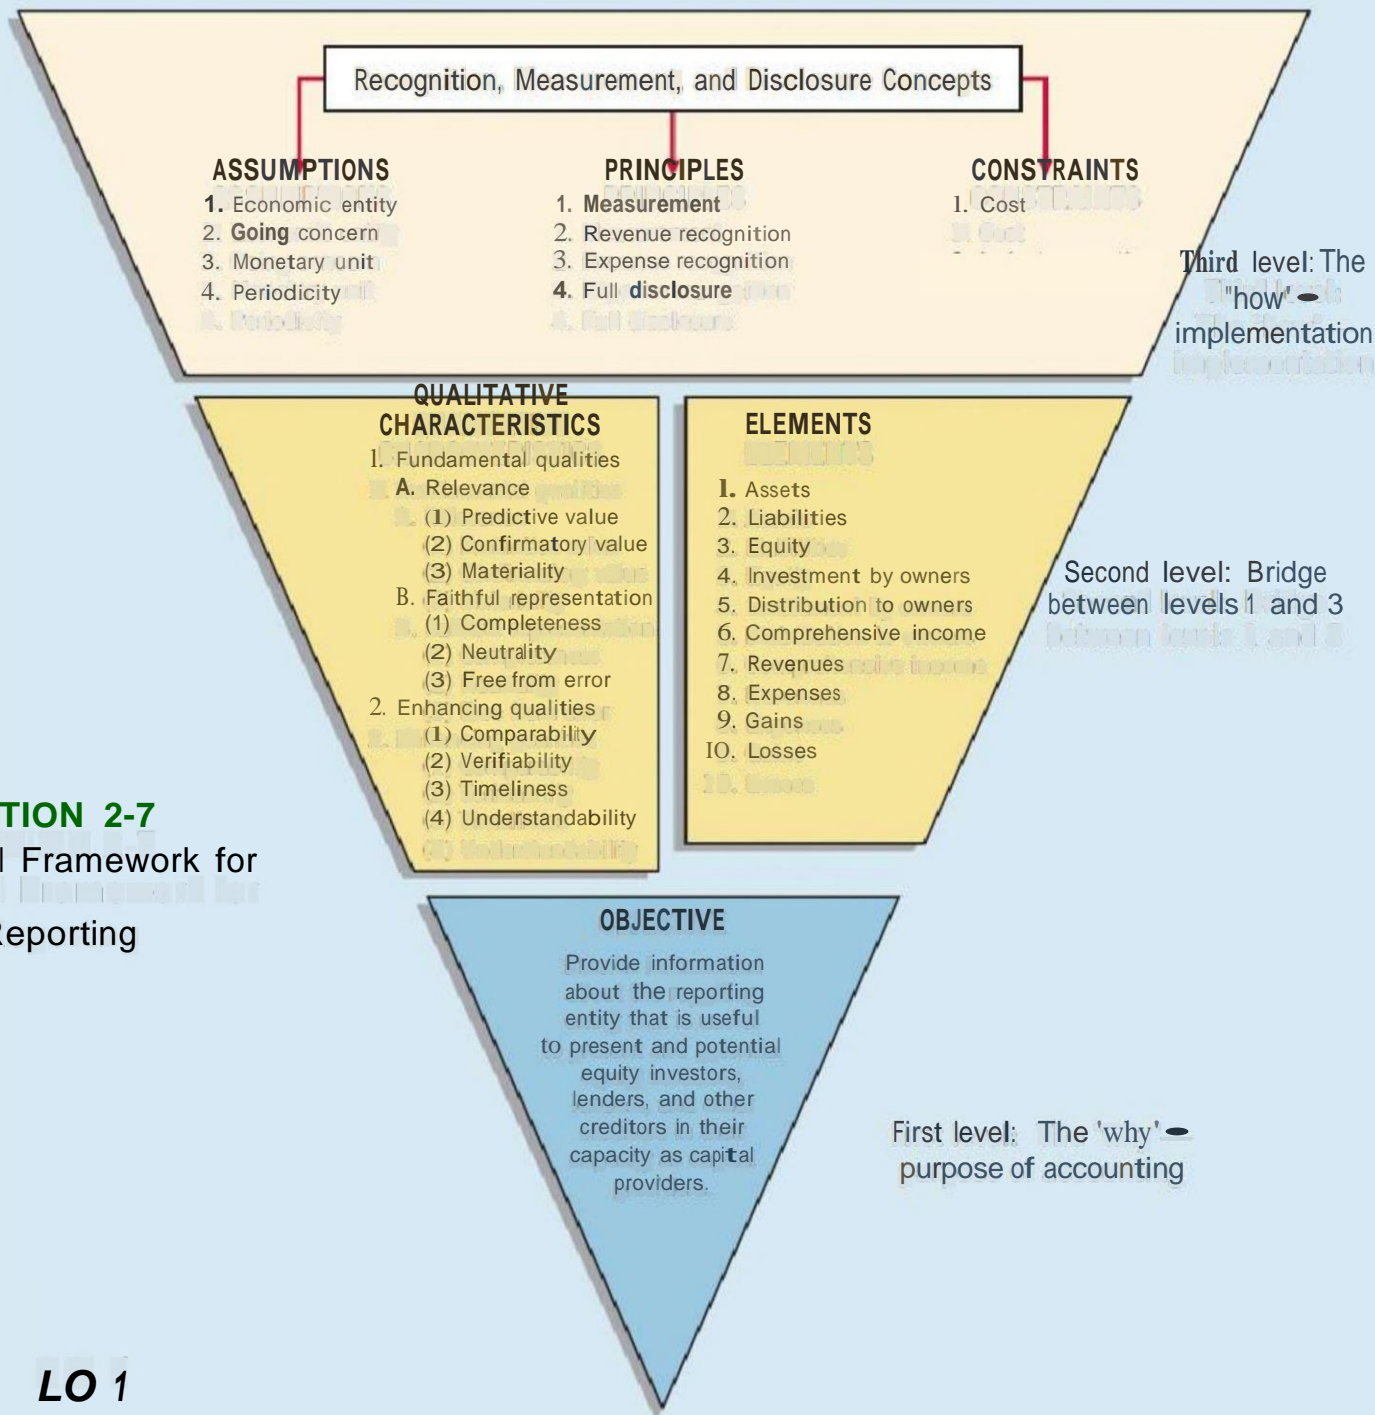 Recognition, Measurement, and Disclosure Concepts
ASSUMPTIONS
1. Economic entity
2. Going concern
3. Monetary unit
4. Periodicity
PRINCIPLES
1. Measurement
2. Revenue recognition
3. Expense recognition
4. Full disclosure
CONSTRAINTS
1. Cost
Third level: The
"how"
implementation
QUALITATIVE
CHARACTERISTICS
1. Fundamental qualities
A. Relevance
(1) Predictive value
(2) Confirmatory value
(3) Materiality
B. Faithful representation
(1) Completeness
(2) Neutrality
(3) Free from error
2. Enhancing qualities
(1) Comparability
(2) Verifiability
(3) Timeliness
(4) Understandability
ELEMENTS
1. Assets
2. Liabilities
3. Equity
4. Investment by owners
5. Distribution to owners
6. Comprehensive income
7. Revenues
8. Expenses
9. Gains
10. Losses
Second level: Bridge
between levels 1 and 3
TION 2-7
l Framework for
Reporting
OBJECTIVE
Provide information
about the reporting
entity that is useful
to present and potential
equity investors,
lenders, and other
creditors in their
capacity as capital
providers.
First level: The 'why'
purpose of accounting
LO 1